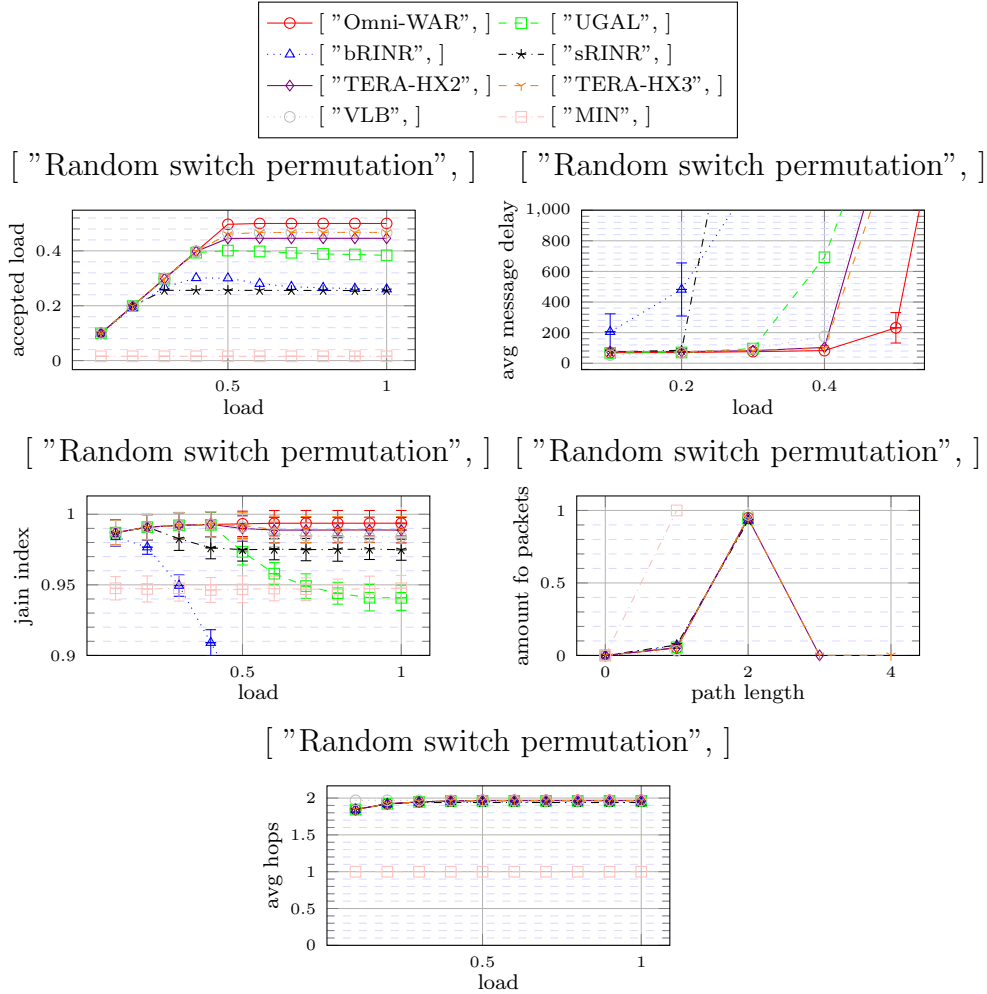 [ "Omni-WAR", ] [ "UGAL", ]
[ "bRINR", ] [ "sRINR", ]
[ "TERA-HX2", ] [ "TERA-HX3", ]
[ "VLB", ] [ "MIN", ]
[ "Random switch permutation", ]
accepted load
0.4
0.2
0
0.5 1
load
[ "Random switch permutation", ]
avg message delay
1,000
800
600
400
200
0
0.2 0.4
load
[ "Random switch permutation", ]
jain index
1
0.95
0.9
0.5 1
load
[ "Random switch permutation", ]
amount fo packets
1
0.5
0
0 2 4
path length
[ "Random switch permutation", ]
avg hops
2
1.5
1
0.5
0
0.5 1
load